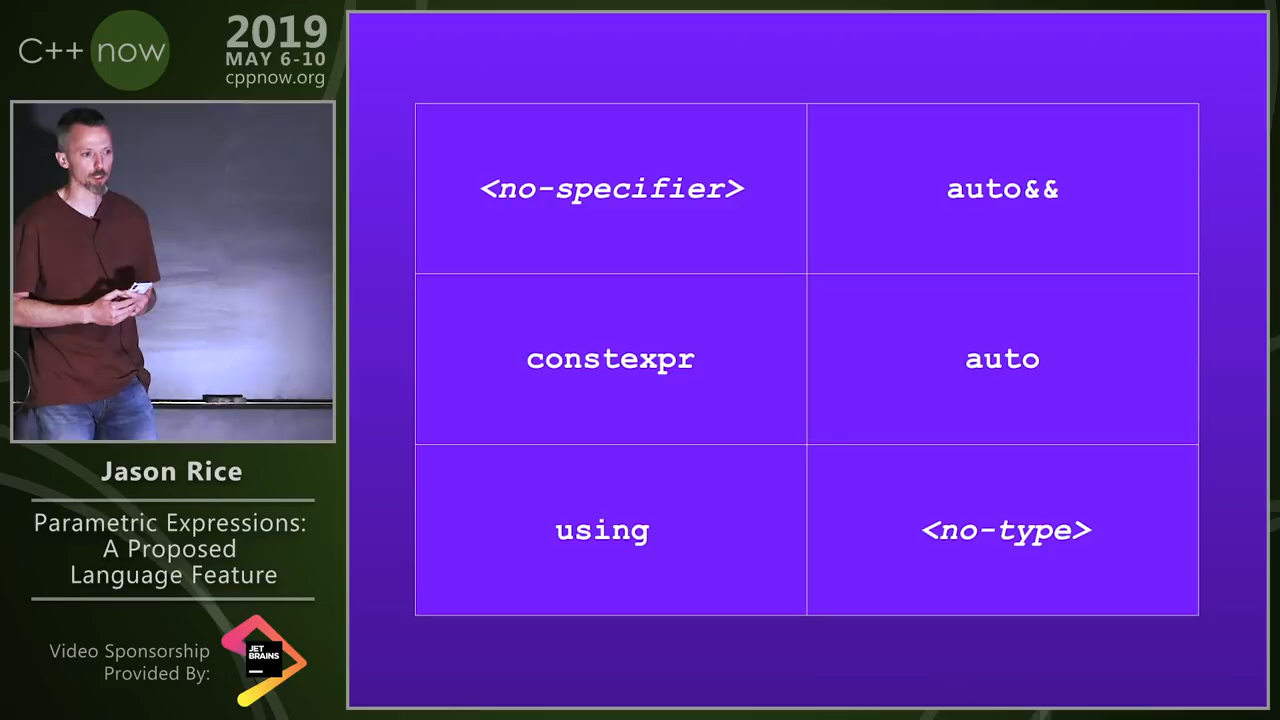 C++ now
2019
MAY 6-10
cppnow.org
Jason Rice
Parametric Expressions:
A Proposed
Language Feature
Video Sponsorship
Provided By:
JET
BRAINS
<no-specifier> auto&&
constexpr auto
using <no-type>